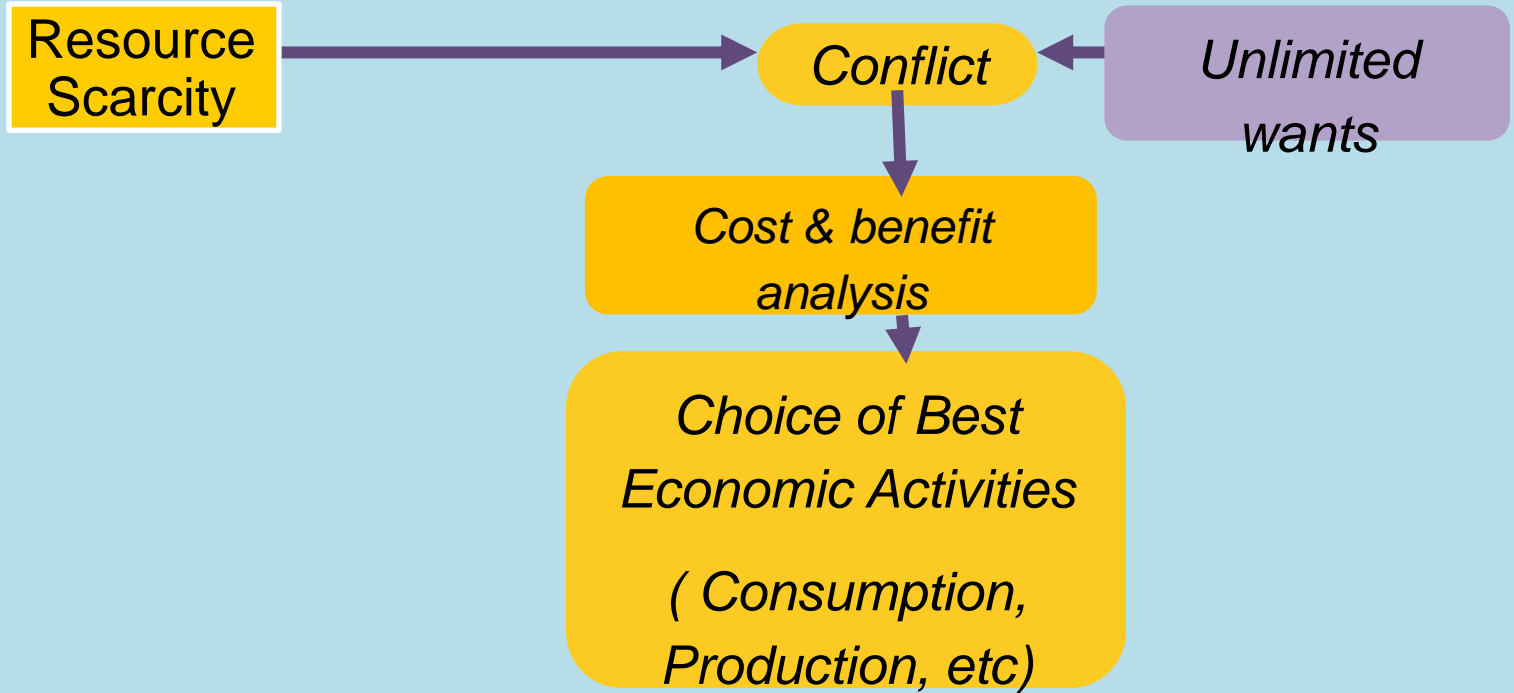 Resource
Scarcity
Conflict
Unlimited
wants
Cost & benefit
analysis
Choice of Best
Economic Activities
( Consumption,
Production, etc)